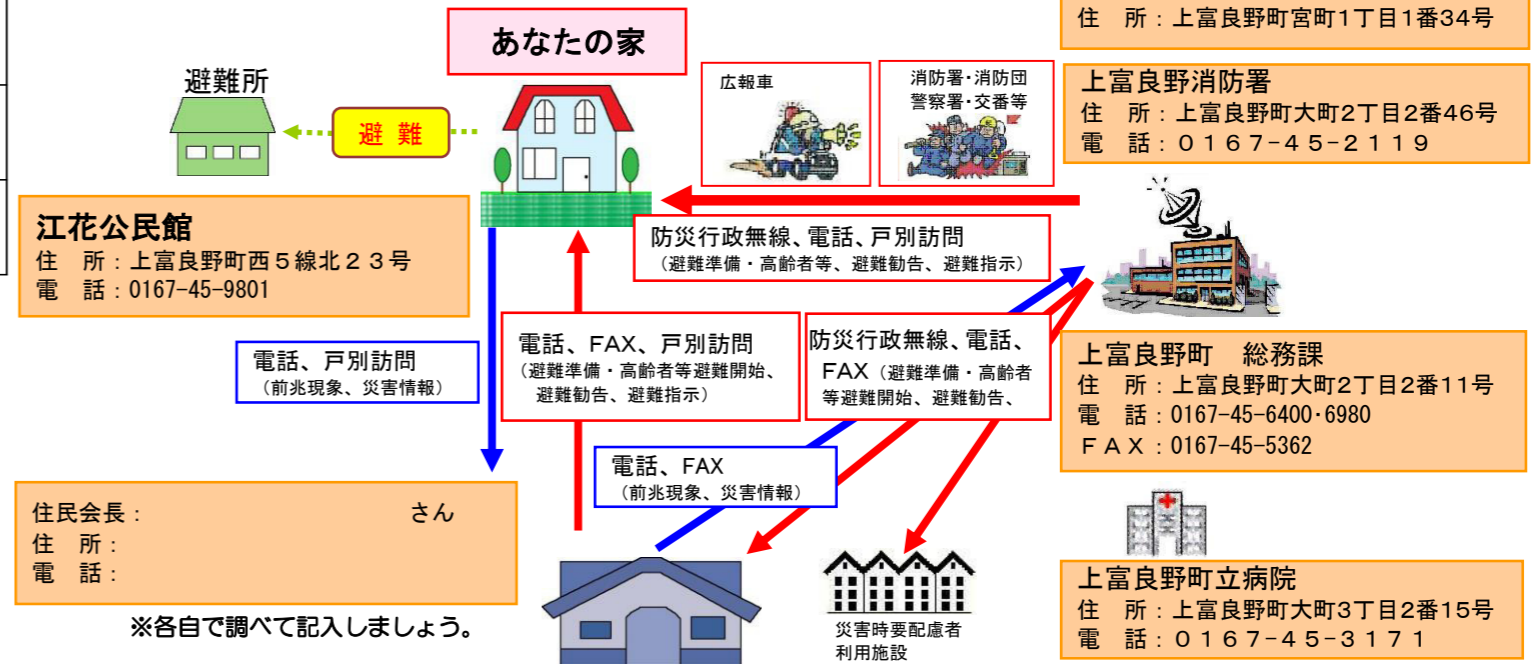 住　所：上富良野町宮町1丁目1番34号
あなたの家
避難所
避 難
広報車
消防署･消防団
警察署･交番等
上富良野消防署
住　所：上富良野町大町2丁目2番46号
電　話：０１６７-４５-２１１９
江花公民館
住　所：上富良野町西５線北２３号
電　話：0167-45-9801
防災行政無線、電話、戸別訪問
（避難準備・高齢者等、避難勧告、避難指示）
電話、戸別訪問
（前兆現象、災害情報）
電話、FAX、戸別訪問
（避難準備・高齢者等避難開始、
避難勧告、避難指示）
防災行政無線、電話、
FAX（避難準備・高齢者
等避難開始、避難勧告、
上富良野町　総務課
住　所：上富良野町大町2丁目2番11号
電　話：0167-45-6400･6980
ＦＡＸ：0167-45-5362
電話、FAX
（前兆現象、災害情報）
住民会長：　　　　　　　　　　さん
住　所：
電　話：
※各自で調べて記入しましょう。
災害時要配慮者
利用施設
上富良野町立病院
住　所：上富良野町大町3丁目2番15号
電　話：０１６７-４５-３１７１